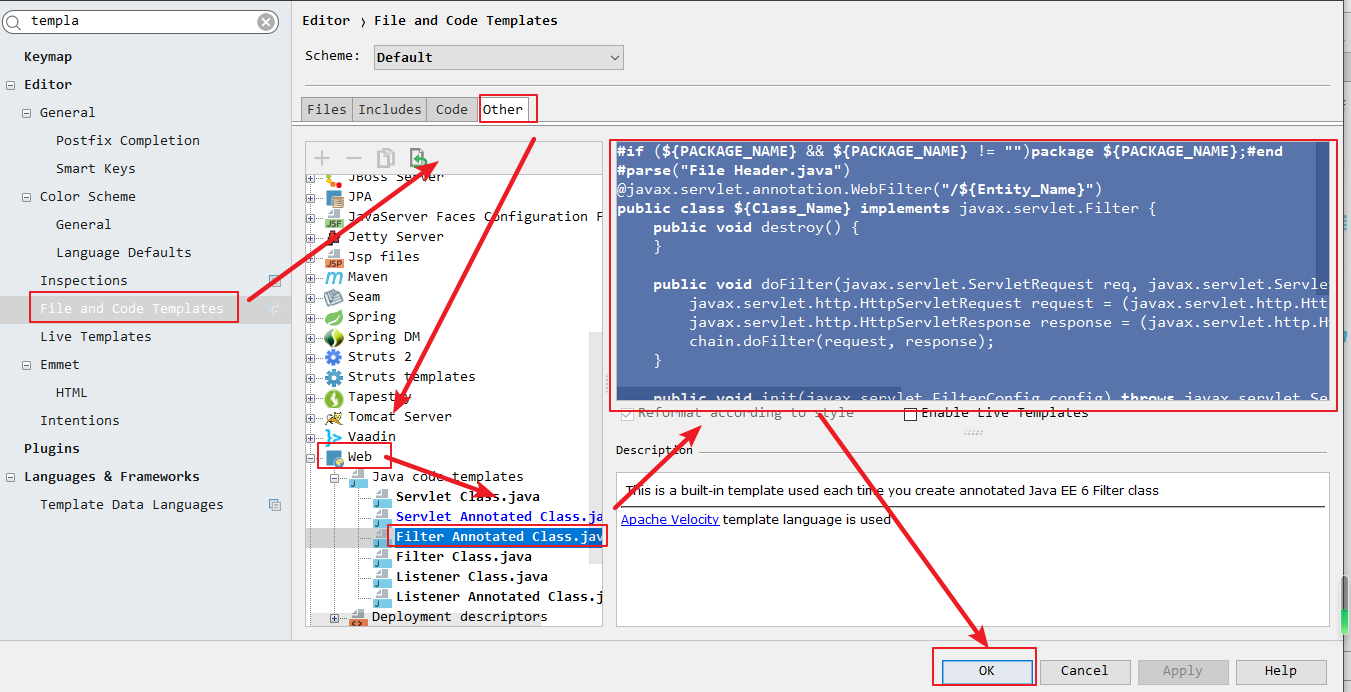 templa
Keymap
Editor
General
Postfix Completion
Smart Keys
Color Scheme
General
Language Defaults
Inspections
File and Code Templates
Live Templates
Emmet
HTML
Intentions
Plugins
Languages & Frameworks
Template Data Languages
Editor › File and Code Templates
Scheme: Default
Files Includes Code Other
JBoss Server
JPA
JavaServer Faces Configuration F
Jetty Server
Jsp files
Maven
Seam
Spring
Spring DM
Struts 2
Struts templates
Tapestry
Tomcat Server
Vaadin
Web
Java code templates
Servlet Class.java
Servlet Annotated Class.ja
Filter Annotated Class.jav
Filter Class.java
Listener Class.java
Listener Annotated Class.j
Deployment descriptors
#if (${PACKAGE_NAME} && ${PACKAGE_NAME} != "")package ${PACKAGE_NAME};#end
#parse("File Header.java")
@javax.servlet.annotation.WebFilter("/${Entity_Name}")
public class ${Class_Name} implements javax.servlet.Filter {
public void destroy() {
}
public void doFilter(javax.servlet.ServletRequest req, javax.servlet.Servle
javax.servlet.http.HttpServletRequest request = (javax.servlet.http.Htt
javax.servlet.http.HttpServletResponse response = (javax.servlet.http.H
chain.doFilter(request, response);
}
public void init(javax.servlet.FilterConfig config) throws javax.servlet.Se
Reformat according to style Enable Live Templates
Description
This is a built-in template used each time you create annotated Java EE 6 Filter class
Apache Velocity template language is used
OK Cancel Apply Help